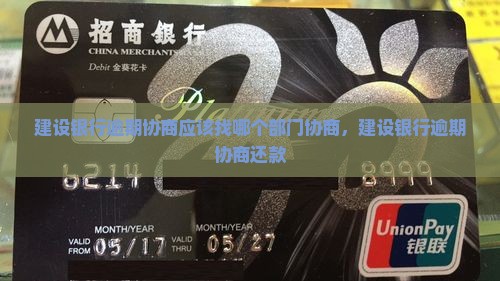 招商银行
CHINA MERCHANTS
Debit 金葵花卡
Platinum
建设银行逾期协商应该找哪个部门协商，建设银行逾期
协商还款
6214 8999
MONTH/YEAR MONTH/YEAR
VALID FROM 05/17 VALID THRU 05/27
UnionPay
银联